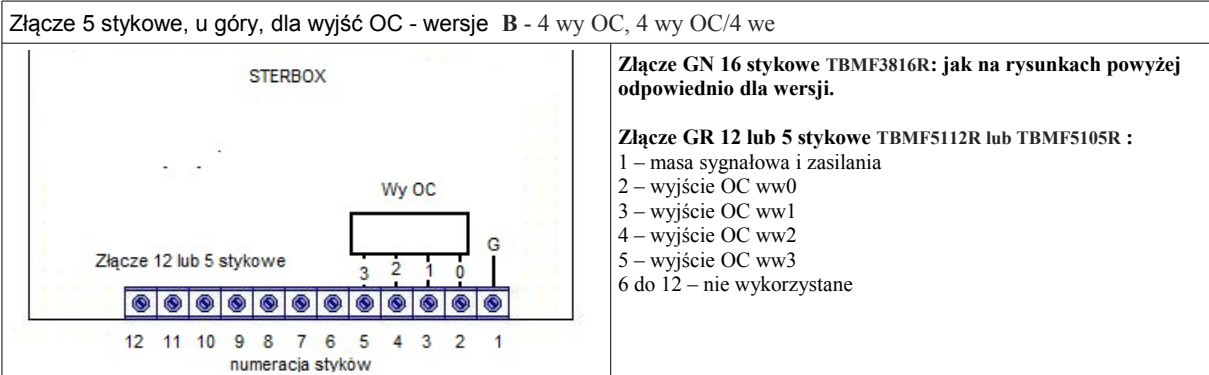 Złącze 5 stykowe, u góry, dla wyjść OC - wersje B - 4 wy OC, 4 wy OC/4 we
STERBOX
Wy OC
G
Złącze 12 lub 5 stykowe
3 2 1 0
12 11 10 9 8 7 6 5 4 3 2 1
numeracja styków
Złącze GN 16 stykowe TBMF3816R: jak na rysunkach powyżej
odpowiednio dla wersji.
Złącze GR 12 lub 5 stykowe TBMF5112R lub TBMF5105R :
1 – masa sygnałowa i zasilania
2 – wyjście OC ww0
3 – wyjście OC ww1
4 – wyjście OC ww2
5 – wyjście OC ww3
6 do 12 – nie wykorzystane